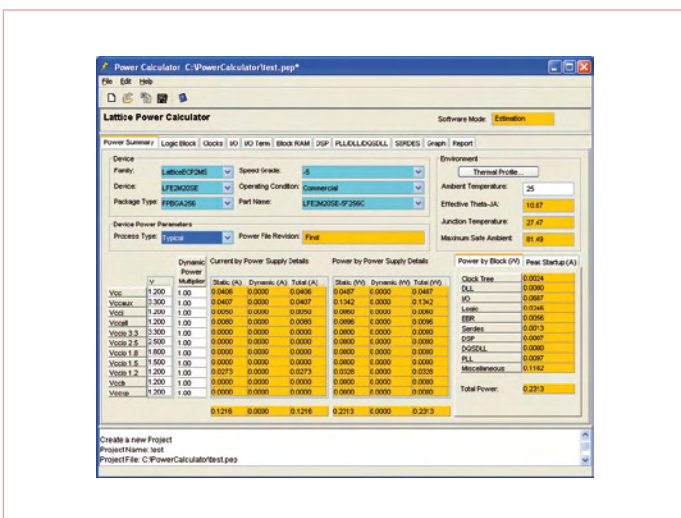 Power Calculator C:\PowerCalculator\test.pep*
File Edit Help
Lattice Power Calculator
Software Mode: Estimation
Power Summary Logic Block Clocks I/O I/O Term Block RAM DSP PLL/DLL/DQSDLL SERDES Graph Report
Device
Environment
Family: LatticeECP2MS Speed Grade: -5
Thermal Profile...
Device: LFE2M20SE Operating Condition: Commercial
Ambient Temperature: 25
Package Type: FPBGA256 Part Name: LFE2M20SE-5F256C
Effective Theta-JA: 10.67
Device Power Parameters
Junction Temperature: 27.47
Process Type: Typical Power File Revision: Final
Maximum Safe Ambient: 81.49
Dynamic Power Multiplier
Current by Power Supply Details
Power by Power Supply Details
Power by Block (W) Peak Startup (A)
V Static (A) Dynamic (A) Total (A) Static (W) Dynamic (W) Total (W)
Vcc 1.200 1.00 0.0406 0.0000 0.0406 0.0487 0.0000 0.0487
Vccaux 3.300 1.00 0.0407 0.0000 0.0407 0.1342 0.0000 0.1342
Vccj 1.200 1.00 0.0050 0.0000 0.0050 0.0060 0.0000 0.0060
Vccpll 1.200 1.00 0.0080 0.0000 0.0080 0.0096 0.0000 0.0096
Vccio 3.3 3.300 1.00 0.0000 0.0000 0.0000 0.0000 0.0000 0.0000
Vccio 2.5 2.500 1.00 0.0000 0.0000 0.0000 0.0000 0.0000 0.0000
Vccio 1.8 1.800 1.00 0.0000 0.0000 0.0000 0.0000 0.0000 0.0000
Vccio 1.5 1.500 1.00 0.0000 0.0000 0.0000 0.0000 0.0000 0.0000
Vccio 1.2 1.200 1.00 0.0273 0.0000 0.0273 0.0328 0.0000 0.0328
1.200 1.00 0.0000 0.0000 0.0000 0.0000 0.0000 0.0000
1.200 1.00 0.0000 0.0000 0.0000 0.0000 0.0000 0.0000
0.1216 0.0000 0.1216 0.2313 0.0000 0.2313
Clock Tree 0.0024
DLL 0.0000
I/O 0.0687
Logic 0.0246
EBR 0.0056
Serdes 0.0013
DSP 0.0007
DQSDLL 0.0000
PLL 0.0097
Miscellaneous 0.1182
Total Power: 0.2313
Create a new Project
ProjectName: test
ProjectFile: C:\PowerCalculator\test.pep